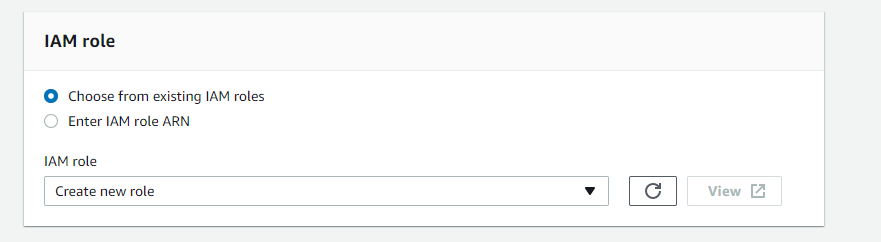 IAM role
Choose from existing IAM roles
Enter IAM role ARN
IAM role
Create new role
View